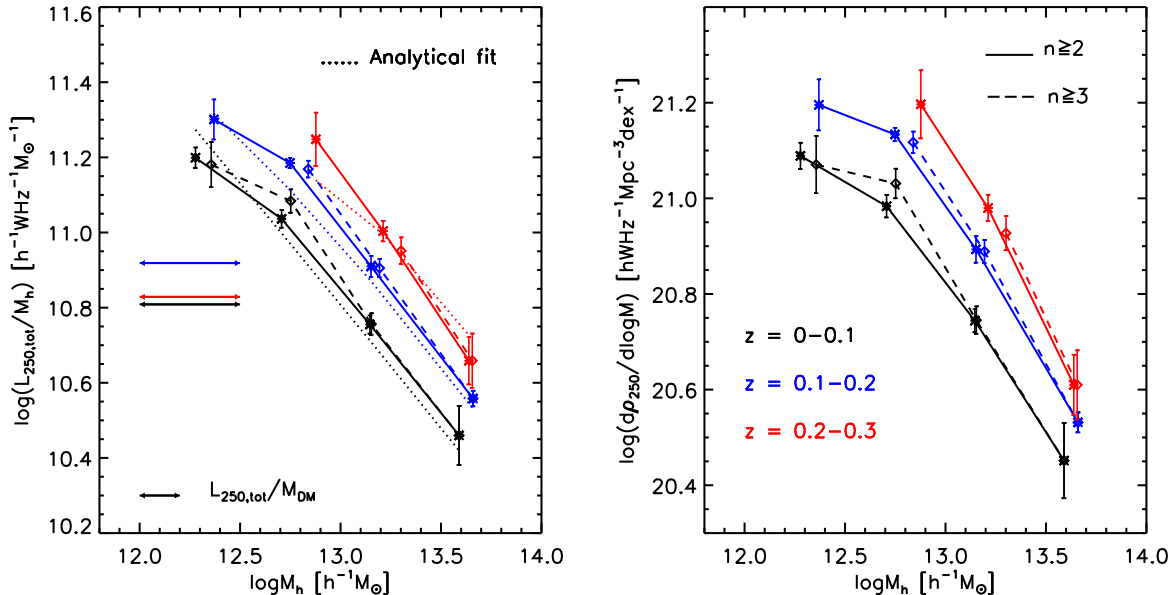 11.6
11.4
11.2
11.0
10.8
10.6
10.4
10.2
log(L₂₅₀,tot/Mₕ) [h⁻¹WHz⁻¹M⊙⁻¹]
Analytical fit
L₂₅₀,tot/M_DM
12.0 12.5 13.0 13.5 14.0
logMₕ [h⁻¹M⊙]
21.2
21.0
20.8
20.6
20.4
log(dρ₂₅₀/dlogM) [hWHz⁻¹Mpc⁻³dex⁻¹]
n≧2
n≧3
z = 0−0.1
z = 0.1−0.2
z = 0.2−0.3
12.0 12.5 13.0 13.5 14.0
logMₕ [h⁻¹M⊙]